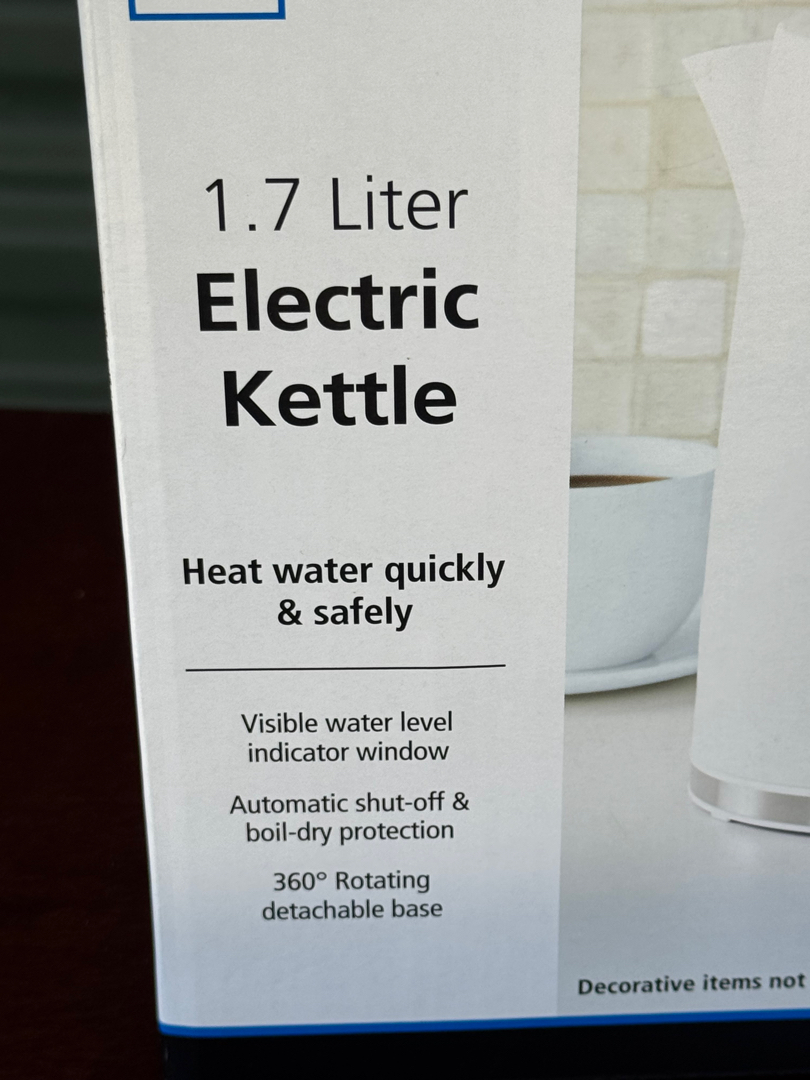 1.7 Liter
Electric
Kettle
Heat water quickly
& safely
Visible water level
indicator window
Automatic shut-off &
boil-dry protection
360° Rotating
detachable base
Decorative items not